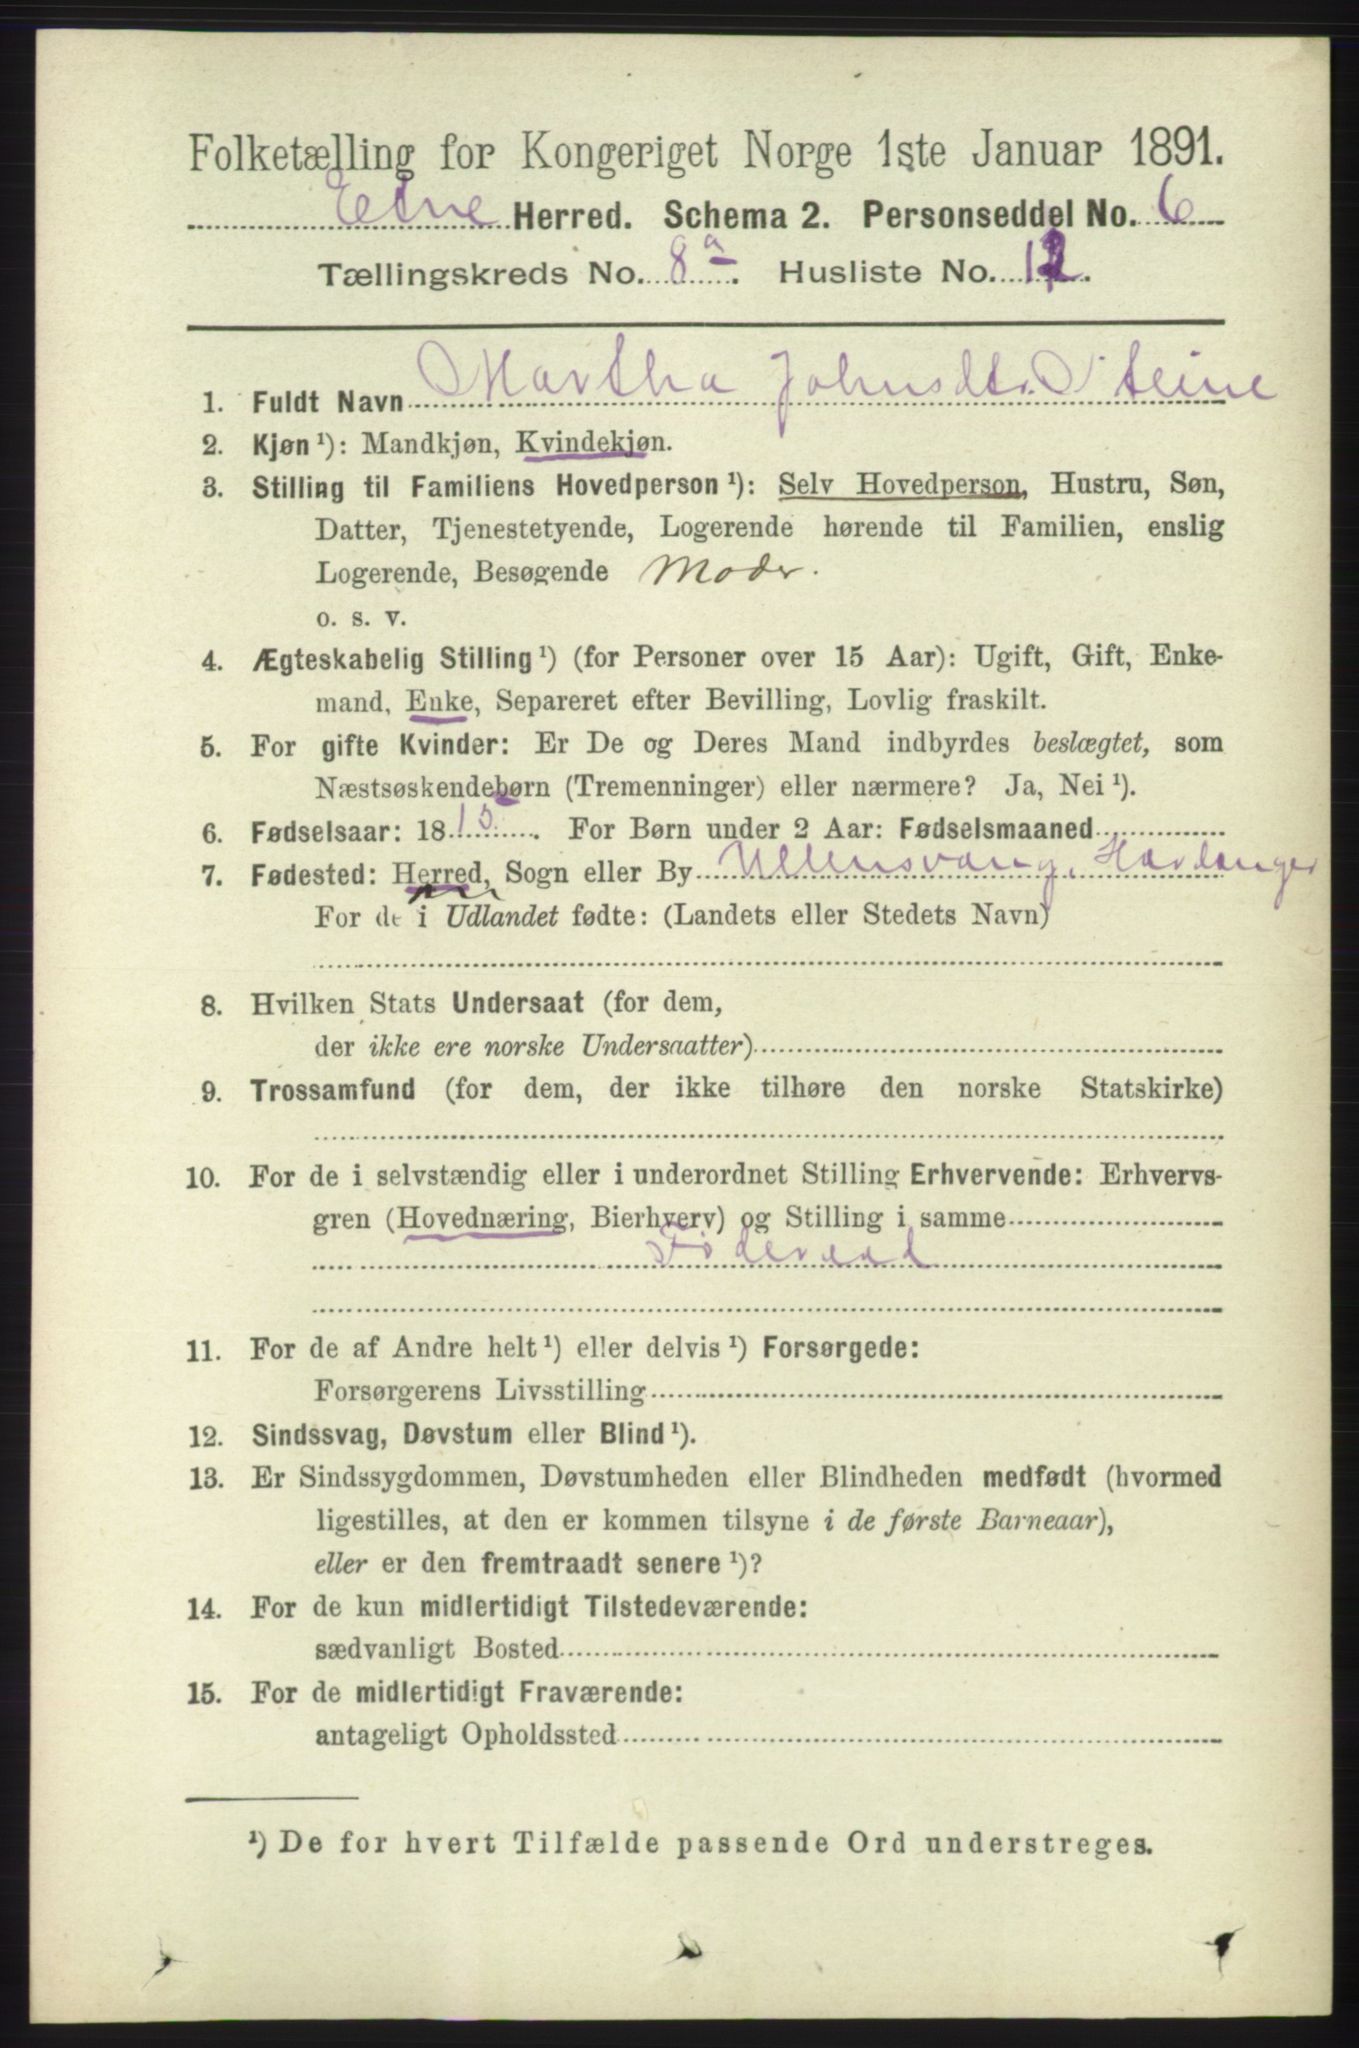 Folketælling for Kongeriget Norge 1ste Januar 1891.
Etne Herred. Schema 2. Personseddel No. 6
Tællingskreds No. 8a. Husliste No. 12.
1. Fuldt Navn Martha Johnsdtr. Steine
2. Kjøn ¹): Mandkjøn, Kvindekjøn.
3. Stilling til Familiens Hovedperson ¹): Selv Hovedperson, Hustru, Søn,
Datter, Tjenestetyende, Logerende hørende til Familien, enslig
Logerende, Besøgende Moder.
o. s. v.
4. Ægteskabelig Stilling ¹) (for Personer over 15 Aar): Ugift, Gift, Enke-
mand, Enke, Separeret efter Bevilling, Lovlig fraskilt.
5. For gifte Kvinder: Er De og Deres Mand indbyrdes beslægtet, som
Næstsøskendebørn (Tremenninger) eller nærmere? Ja, Nei ¹).
6. Fødselsaar: 1815. For Børn under 2 Aar: Fødselsmaaned
7. Fødested: Herred, Sogn eller By Ullensvang, Hardanger
For de i Udlandet fødte: (Landets eller Stedets Navn)
8. Hvilken Stats Undersaat (for dem,
der ikke ere norske Undersaatter)
9. Trossamfund (for dem, der ikke tilhøre den norske Statskirke)
10. For de i selvstændig eller i underordnet Stilling Erhvervende: Erhvervs-
gren (Hovednæring, Bierhverv) og Stilling i samme
Föderaad
11. For de af Andre helt ¹) eller delvis ¹) Forsørgede:
Forsørgerens Livsstilling
12. Sindssvag, Døvstum eller Blind ¹).
13. Er Sindssygdommen, Døvstumheden eller Blindheden medfødt (hvormed
ligestilles, at den er kommen tilsyne i de første Barneaar),
eller er den fremtraadt senere ¹)?
14. For de kun midlertidigt Tilstedeværende:
sædvanligt Bosted
15. For de midlertidigt Fraværende:
antageligt Opholdssted
¹) De for hvert Tilfælde passende Ord understreges.